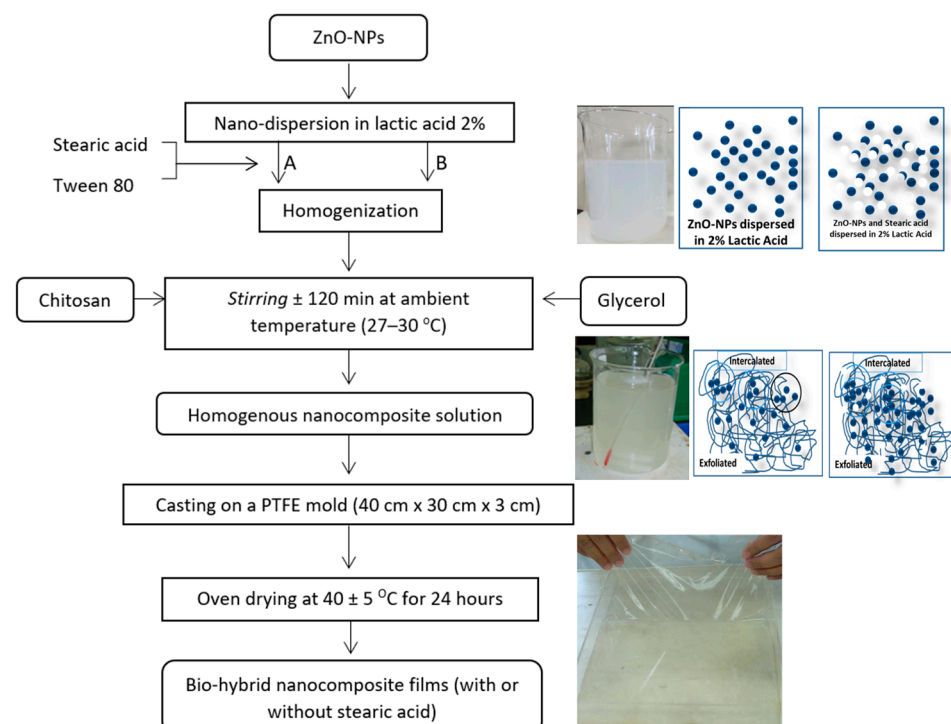 ZnO-NPs
Nano-dispersion in lactic acid 2%
Stearic acid
Tween 80
A
B
Homogenization
ZnO-NPs dispersed
in 2% Lactic Acid
ZnO-NPs and Stearic acid
dispersed in 2% Lactic Acid
Chitosan
Stirring ± 120 min at ambient
temperature (27–30 °C)
Glycerol
Intercalated
Exfoliated
Intercalated
Exfoliated
Homogenous nanocomposite solution
Casting on a PTFE mold (40 cm x 30 cm x 3 cm)
Oven drying at 40 ± 5 °C for 24 hours
Bio-hybrid nanocomposite films (with or
without stearic acid)